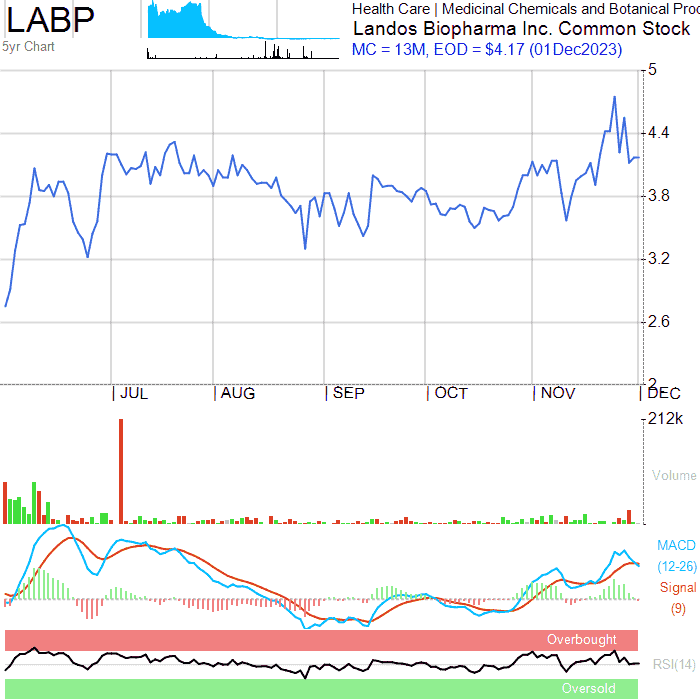 LABP
5yr Chart
Health Care | Medicinal Chemicals and Botanical Proc
Landos Biopharma Inc. Common Stock
MC = 13M, EOD = $4.17 (01Dec2023)
5
4.4
3.8
3.2
2.6
2
| JUL | AUG | SEP | OCT | NOV | DEC
212k
Volume
MACD
(12-26)
Signal
(9)
Overbought
RSI(14)
Oversold